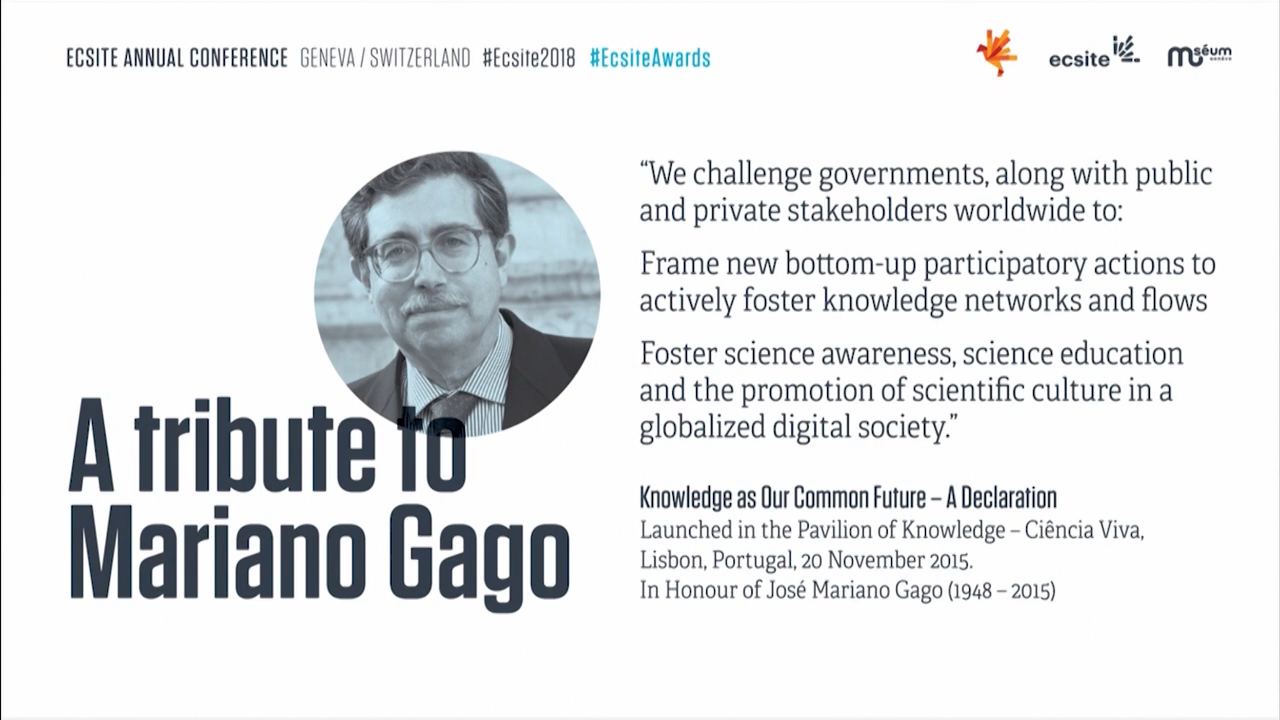 ECSITE ANNUAL CONFERENCE GENEVA / SWITZERLAND #Ecsite2018 #EcsiteAwards
ecsite
muséum
genève
“We challenge governments, along with public
and private stakeholders worldwide to:
Frame new bottom-up participatory actions to
actively foster knowledge networks and flows
Foster science awareness, science education
and the promotion of scientific culture in a
globalized digital society.”
A tribute to
Mariano Gago
Knowledge as Our Common Future – A Declaration
Launched in the Pavilion of Knowledge – Ciência Viva,
Lisbon, Portugal, 20 November 2015.
In Honour of José Mariano Gago (1948 – 2015)